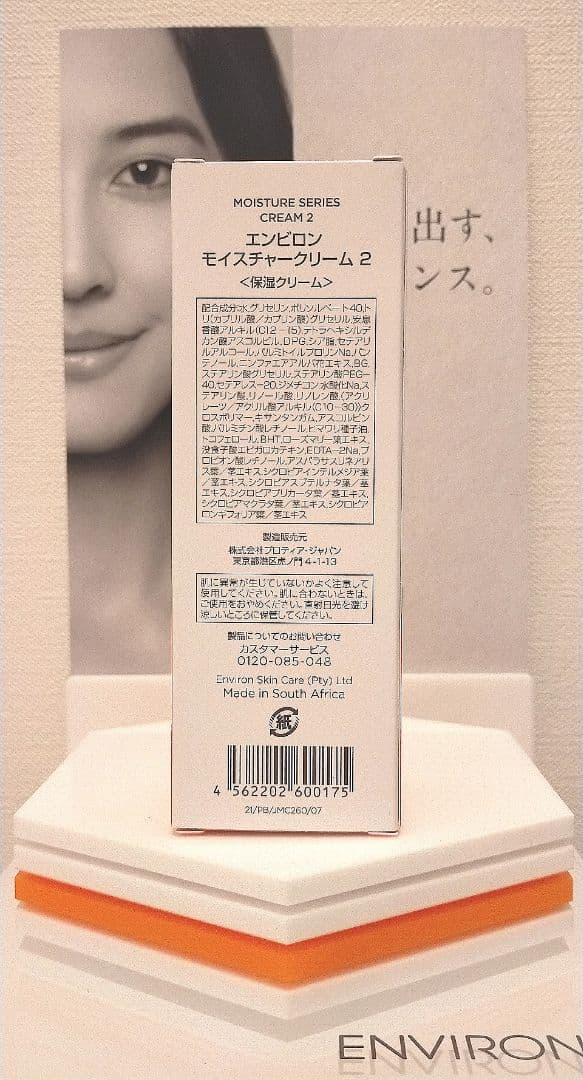 MOISTURE SERIES
CREAM 2
エンビロン
モイスチャークリーム 2
＜保湿クリーム＞
配合成分:水,グリセリン,ポリソルベート40,ト
リ(カプリル酸／カプリン酸)グリセリル,安息
香酸アルキル(C12－15),テトラヘキシルデ
カン酸アスコルビル,DPG,シア脂,セテアリ
ルアルコール,パルミトイルプロリンNa,パン
テノール,ニンファエアアルバ花エキス,BG,
ステアリン酸グリセリル,ステアリン酸PEG－
40,セテアレス－20,ジメチコン,水酸化Na,ス
テアリン酸,リノール酸,リノレン酸,(アクリ
レーツ／アクリル酸アルキル(C10－30))ク
ロスポリマー,キサンタンガム,アスコルビン
酸,パルミチン酸レチノール,ヒマワリ種子油,
トコフェロール,BHT,ローズマリー葉エキス,
没食子酸エピガロカテキン,EDTA－2Na,プ
ロピオン酸レチノール,アスパラサスリネアリ
ス葉／茎エキス,シクロピアインテルメジア葉
／茎エキス,シクロピアスブテルナタ葉／茎
エキス,シクロピアプリカータ葉／茎エキス,
シクロピアマクラタ葉／茎エキス,シクロピア
ロンギフォリア葉／茎エキス
製造販売元
株式会社プロティア･ジャパン
東京都港区虎ノ門 4-1-13
肌に異常が生じていないかよく注意して
使用してください。肌に合わないときは、
ご使用をおやめください。直射日光を避け
涼しいところに保管してください。
製品についてのお問い合わせ
カスタマーサービス
0120-085-048
Environ Skin Care (Pty) Ltd
Made in South Africa
紙
4 562202 600175
21/PB/JMC260/07
出す、
ンス。
ENVIRON